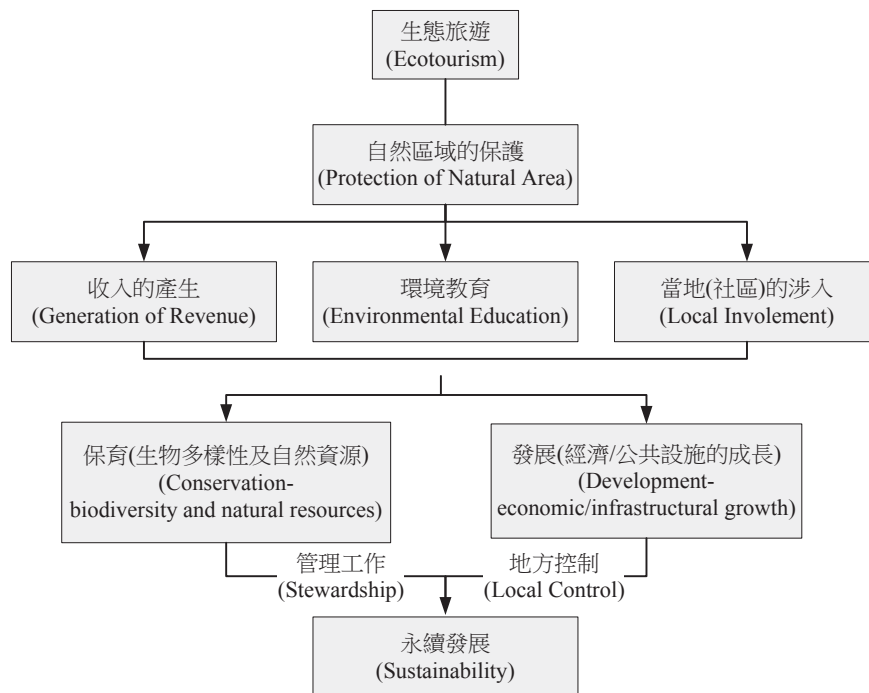 生態旅遊
(Ecotourism)
自然區域的保護
(Protection of Natural Area)
收入的產生
(Generation of Revenue)
環境教育
(Environmental Education)
當地(社區)的涉入
(Local Involement)
保育(生物多樣性及自然資源)
(Conservation-
biodiversity and natural resources)
發展(經濟/公共設施的成長)
(Development-
economic/infrastructural growth)
管理工作
(Stewardship)
地方控制
(Local Control)
永續發展
(Sustainability)